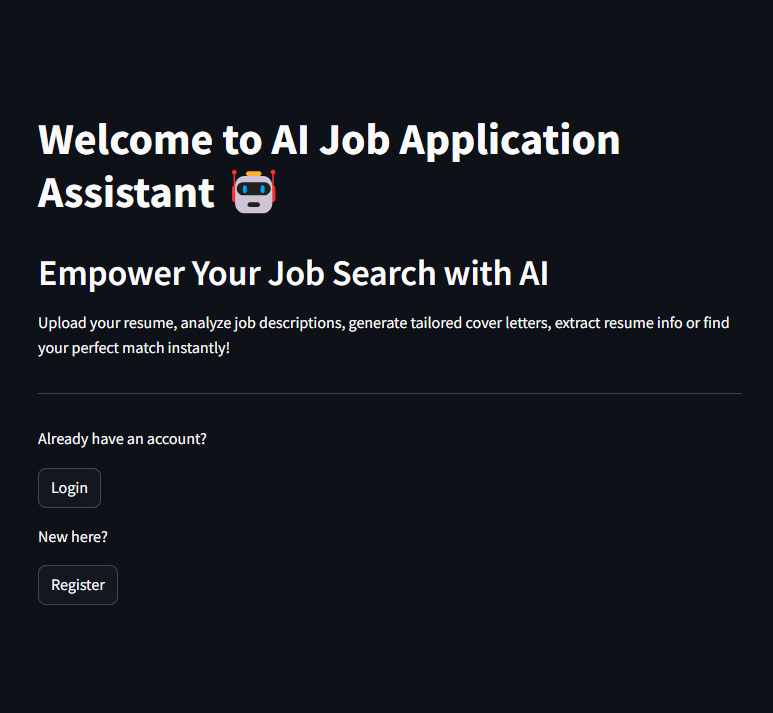 Welcome to AI Job Application
Assistant 🤖
Empower Your Job Search with AI
Upload your resume, analyze job descriptions, generate tailored cover letters, extract resume info or find
your perfect match instantly!
Already have an account?
Login
New here?
Register